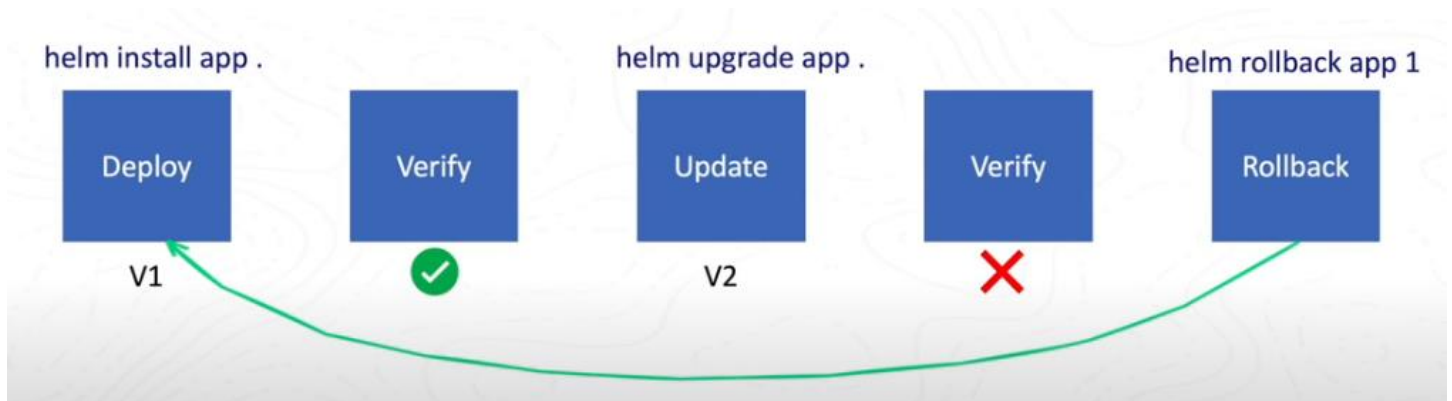 helm install app .
helm upgrade app .
helm rollback app 1
Deploy
Verify
Update
Verify
Rollback
V1
V2